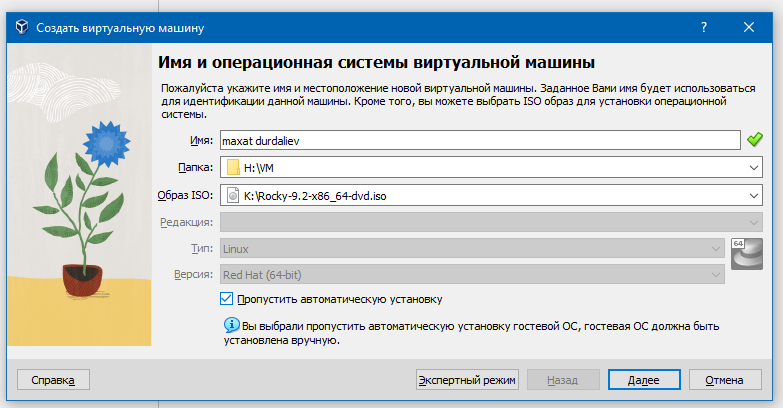 Создать виртуальную машину
?
Имя и операционная системы виртуальной машины
Пожалуйста укажите имя и местоположение новой виртуальной машины. Заданное Вами имя будет использоваться
для идентификации данной машины. Кроме того, вы можете выбрать ISO образ для установки операционной
системы.
Имя: maxat durdaliev
Папка: H:\VM
Образ ISO: K:\Rocky-9.2-x86_64-dvd.iso
Редакция:
Тип: Linux
64
Версия: Red Hat (64-bit)
Пропустить автоматическую установку
Вы выбрали пропустить автоматическую установку гостевой ОС, гостевая ОС должна быть
установлена вручную.
Справка Экспертный режим Назад Далее Отмена